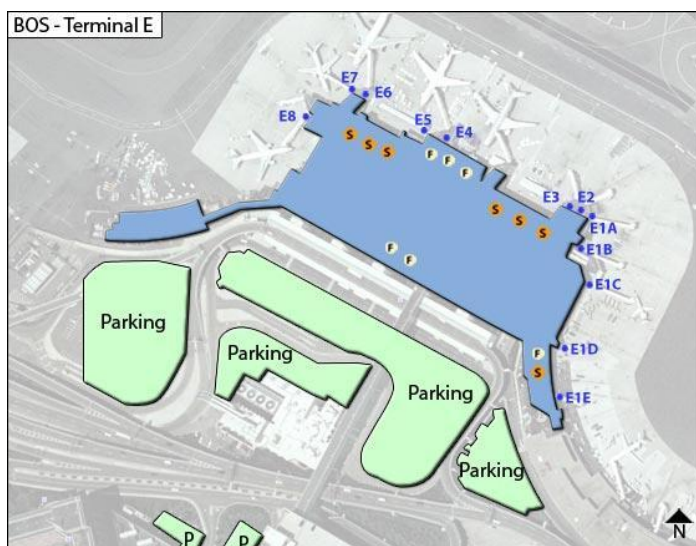 BOS - Terminal E
E7
E6
E8
E5
E4
S
S
S
F
F
F
E3
E2
E1A
S
S
S
E1B
F
F
E1C
Parking
Parking
Parking
Parking
F
S
E1D
E1E
P
P
N